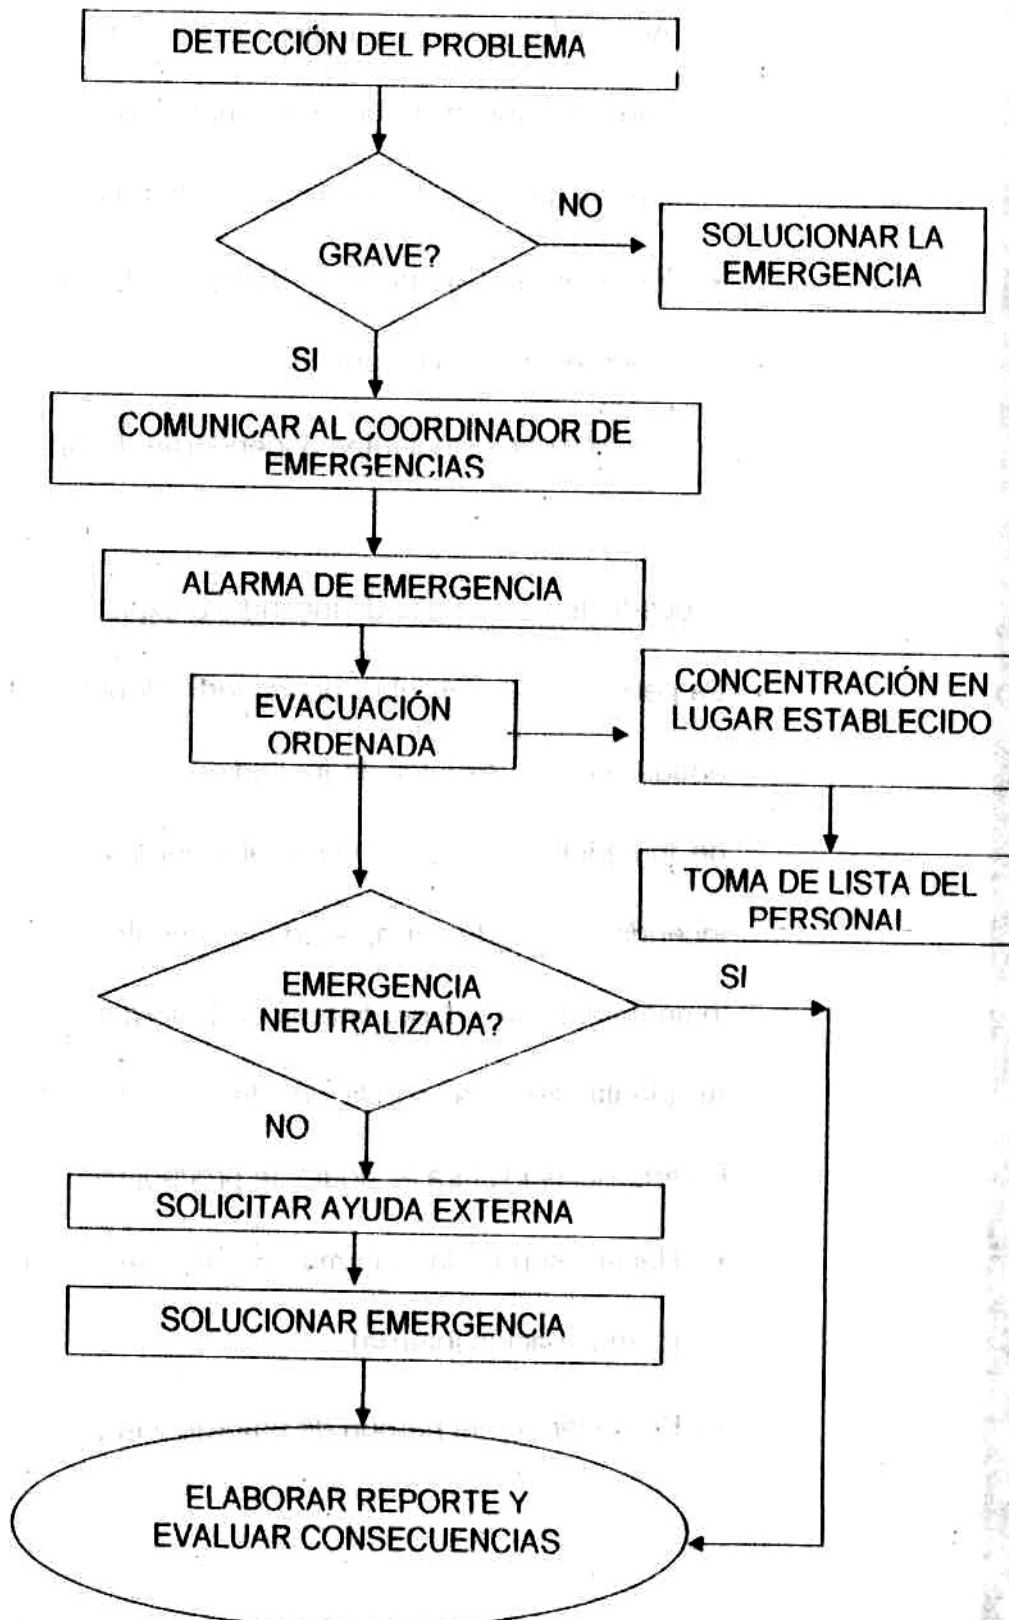 DETECCIÓN DEL PROBLEMA
GRAVE?
NO
SOLUCIONAR LA
EMERGENCIA
SI
COMUNICAR AL COORDINADOR DE
EMERGENCIAS
ALARMA DE EMERGENCIA
EVACUACIÓN
ORDENADA
CONCENTRACIÓN EN
LUGAR ESTABLECIDO
TOMA DE LISTA DEL
PERSONAL
EMERGENCIA
NEUTRALIZADA?
SI
NO
SOLICITAR AYUDA EXTERNA
SOLUCIONAR EMERGENCIA
ELABORAR REPORTE Y
EVALUAR CONSECUENCIAS